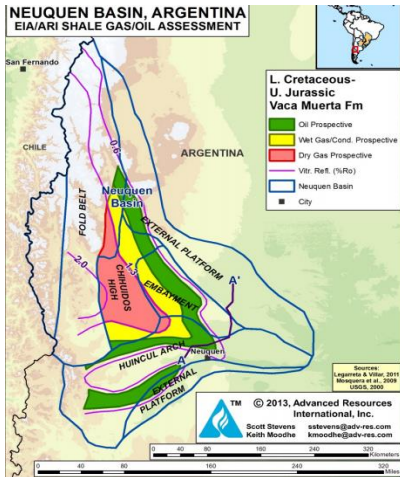 NEUQUEN BASIN, ARGENTINA
EIA/ARI SHALE GAS/OIL ASSESSMENT
San Fernando
CHILE
ARGENTINA
L. Cretaceous-
U. Jurassic
Vaca Muerta Fm
Oil Prospective
Wet Gas/Cond. Prospective
Dry Gas Prospective
Vitr. Refl. (%Ro)
Neuquen Basin
City
0.6
Neuquen
Basin
FOLD BELT
EXTERNAL PLATFORM
2.0
1.3
CHIHUIDOS
HIGH
EMBAYMENT
A'
HUINCUL ARCH
Neuquen
A
EXTERNAL
PLATFORM
Sources:
Legarreta & Villar, 2011
Mosquera et al., 2009
USGS, 2000
TM
© 2013, Advanced Resources
International, Inc.
Scott Stevens sstevens@adv-res.com
Keith Moodhe kmoodhe@adv-res.com
0 40 80 160 240 320
Kilometers
0 40 80 160 240 320
Miles